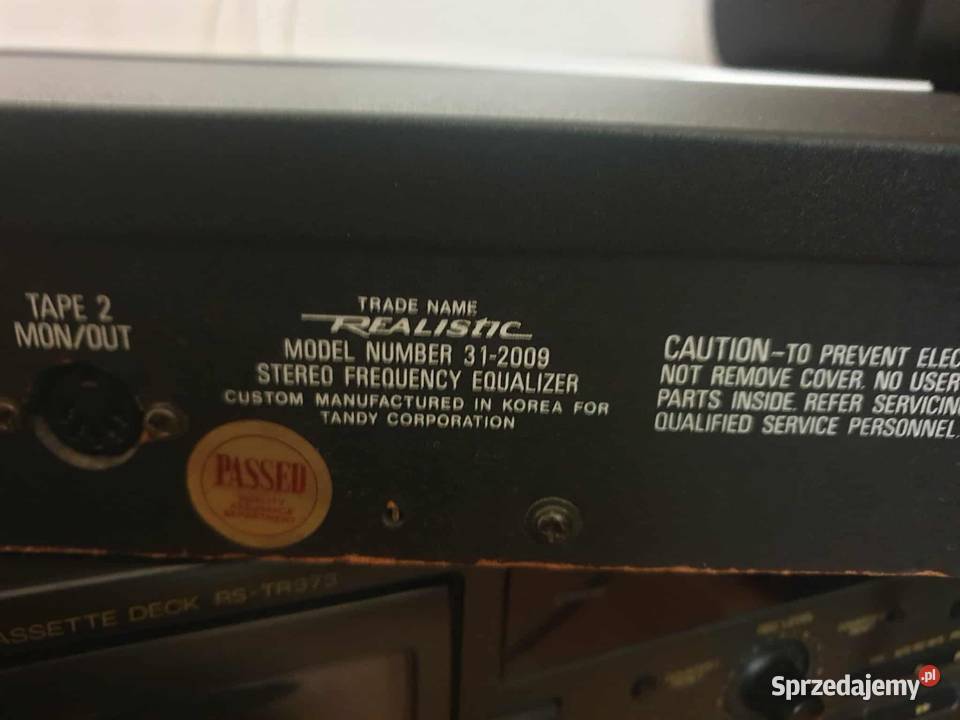 TAPE 2
MON/OUT
TRADE NAME
REALISTIC
MODEL NUMBER 31-2009
STEREO FREQUENCY EQUALIZER
CUSTOM MANUFACTURED IN KOREA FOR
TANDY CORPORATION
CAUTION-TO PREVENT ELEC
NOT REMOVE COVER. NO USER
PARTS INSIDE. REFER SERVICING
QUALIFIED SERVICE PERSONNEL.
PASSED
ASSETTE DECK RS-TR373
Sprzedajemy.pl